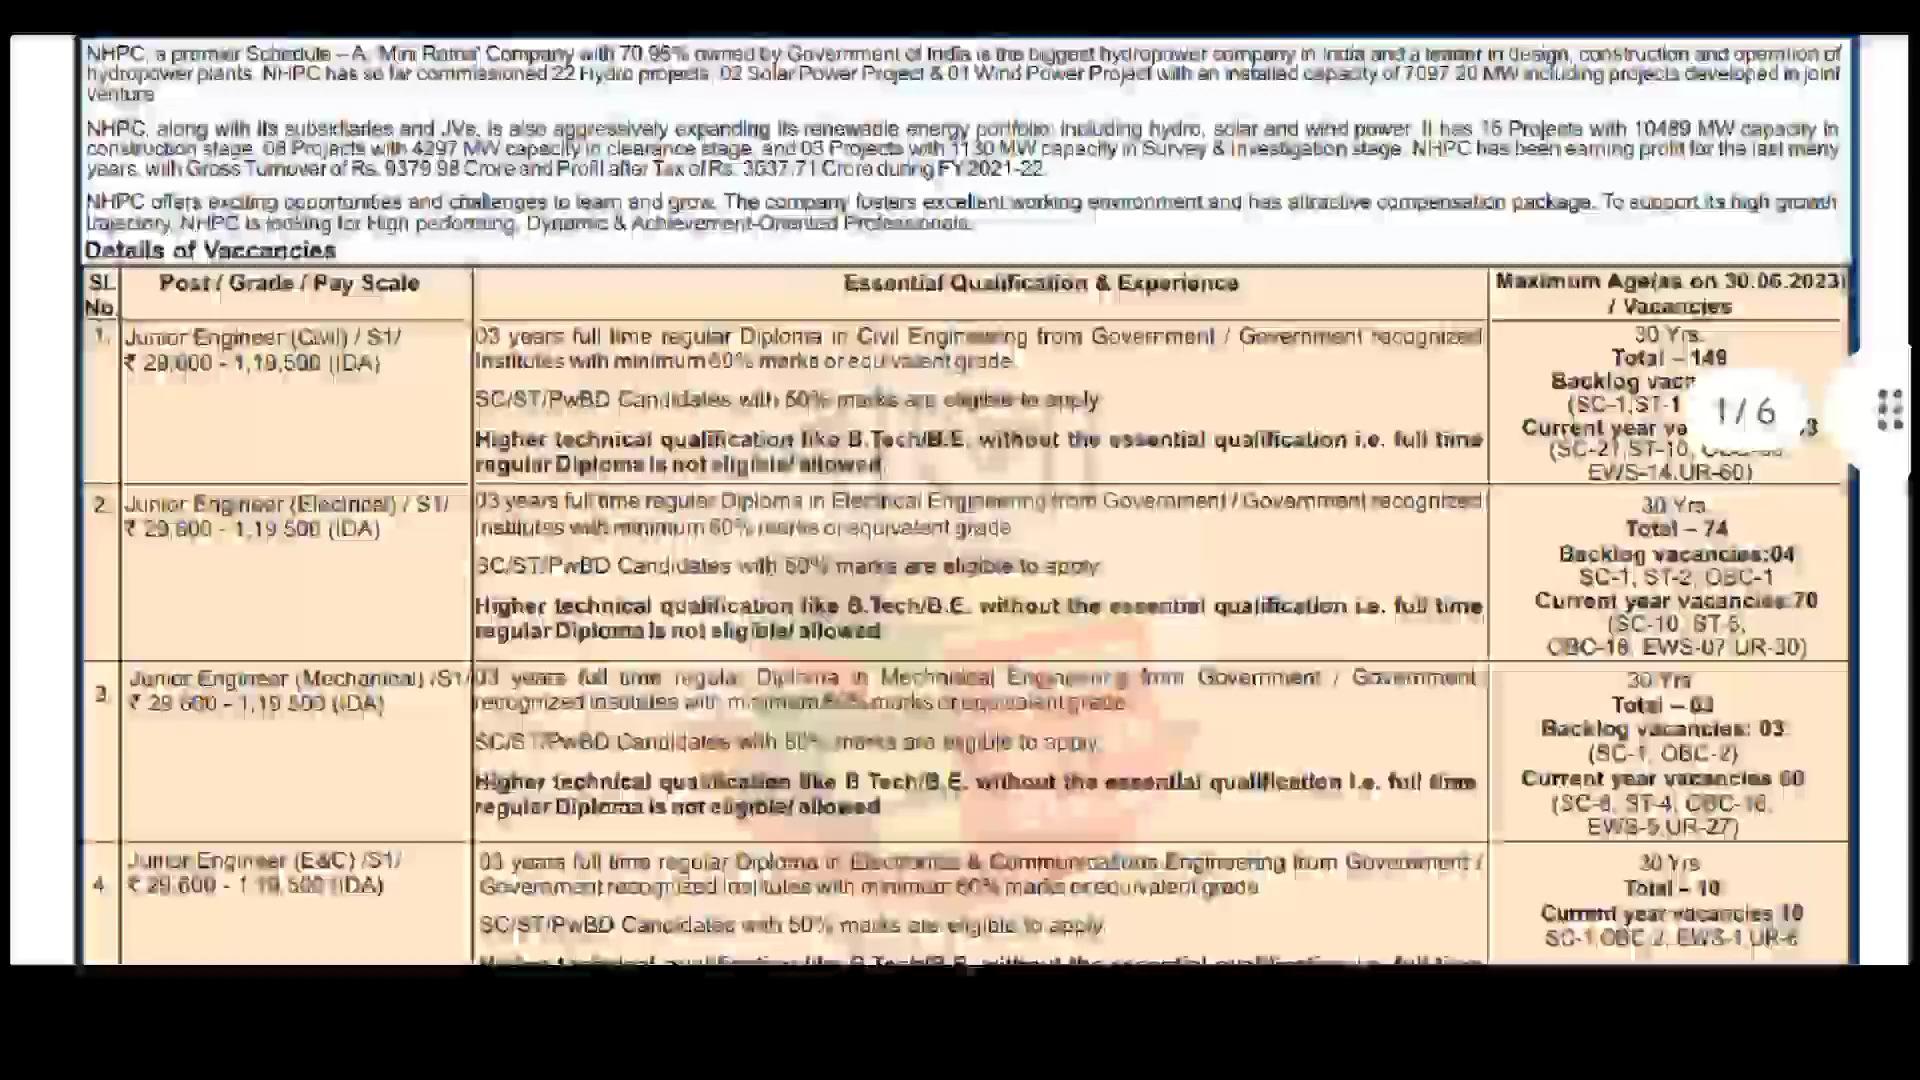 NHPC, a premier Schedule – A 'Mini Ratna' Company with 70.95% owned by Government of India is the biggest hydropower company in India and a leader in design, construction and operation of
hydropower plants. NHPC has so far commissioned 22 Hydro projects, 02 Solar Power Project & 01 Wind Power Project with an installed capacity of 7097.20 MW including projects developed in joint
Venture
NHPC, along with its subsidiaries and JVs, is also aggressively expanding its renewable energy portfolio including hydro, solar and wind power. It has 15 Projects with 10489 MW capacity in
construction stage, 08 Projects with 4297 MW capacity in clearance stage, and 03 Projects with 1130 MW capacity in Survey & Investigation stage. NHPC has been earning profit for the last many
years, with Gross Turnover of Rs. 9379.98 Crore and Profit after Tax of Rs. 3537.71 Crore during FY 2021-22.
NHPC offers exciting opportunities and challenges to learn and grow. The company fosters excellent working environment and has attractive compensation package. To support its high growth
trajectory, NHPC is looking for High performing, Dynamic & Achievement-Oriented Professionals.
Details of Vaccancies
SL. No. Post / Grade / Pay Scale Essential Qualification & Experience Maximum Age(as on 30.06.2023)
/ Vacancies
1. Junior Engineer (Civil) / S1/
₹ 29,600 - 1,19,500 (IDA)
03 years full time regular Diploma in Civil Engineering from Government / Government recognized
Institutes with minimum 60% marks or equivalent grade.
SC/ST/PwBD Candidates with 50% marks are eligible to apply
Higher technical qualification like B.Tech/B.E. without the essential qualification i.e. full time
regular Diploma is not eligible/ allowed
30 Yrs.
Total – 149
Backlog
(SC-1,ST-1
Current year
(SC-21,ST-10,
EWS-14,UR-60)
1 / 6
2. Junior Engineer (Electrical) / S1/
₹ 29,600 - 1,19,500 (IDA)
03 years full time regular Diploma in Electrical Engineering from Government / Government recognized
Institutes with minimum 60% marks or equivalent grade
SC/ST/PwBD Candidates with 50% marks are eligible to apply
Higher technical qualification like B.Tech/B.E. without the essential qualification i.e. full time
regular Diploma is not eligible/ allowed
30 Yrs
Total – 74
Backlog vacancies:04
SC-1, ST-2, OBC-1
Current year vacancies:70
(SC-10, ST-5,
OBC-18, EWS-07 UR-30)
3. Junior Engineer (Mechanical) /S1/
₹ 29,600 - 1,19,500 (IDA)
03 years full time regular Diploma in Mechnical Engineering from Government / Government
recognized Institutes with minimum 60% marks or equivalent grade
SC/ST/PwBD Candidates with 50% marks are eligible to apply.
Higher technical qualification like B Tech/B.E. without the essential qualification i.e. full time
regular Diploma is not eligible/ allowed
30 Yrs
Total – 63
Backlog vacancies: 03
(SC-1, OBC-2)
Current year vacancies 60
(SC-8, ST-4, OBC-16,
EWS-5,UR-27)
4. Junior Engineer (E&C) /S1/
₹ 29,600 - 1,19,500 (IDA)
03 years full time regular Diploma in Electronics & Communications Engineering from Government /
Government recognized Institutes with minimum 60% marks or equivalent grade
SC/ST/PwBD Candidates with 50% marks are eligible to apply.
30 Yrs
Total – 10
Current year vacancies 10
SC-1,OBC 2, EWS-1,UR-6